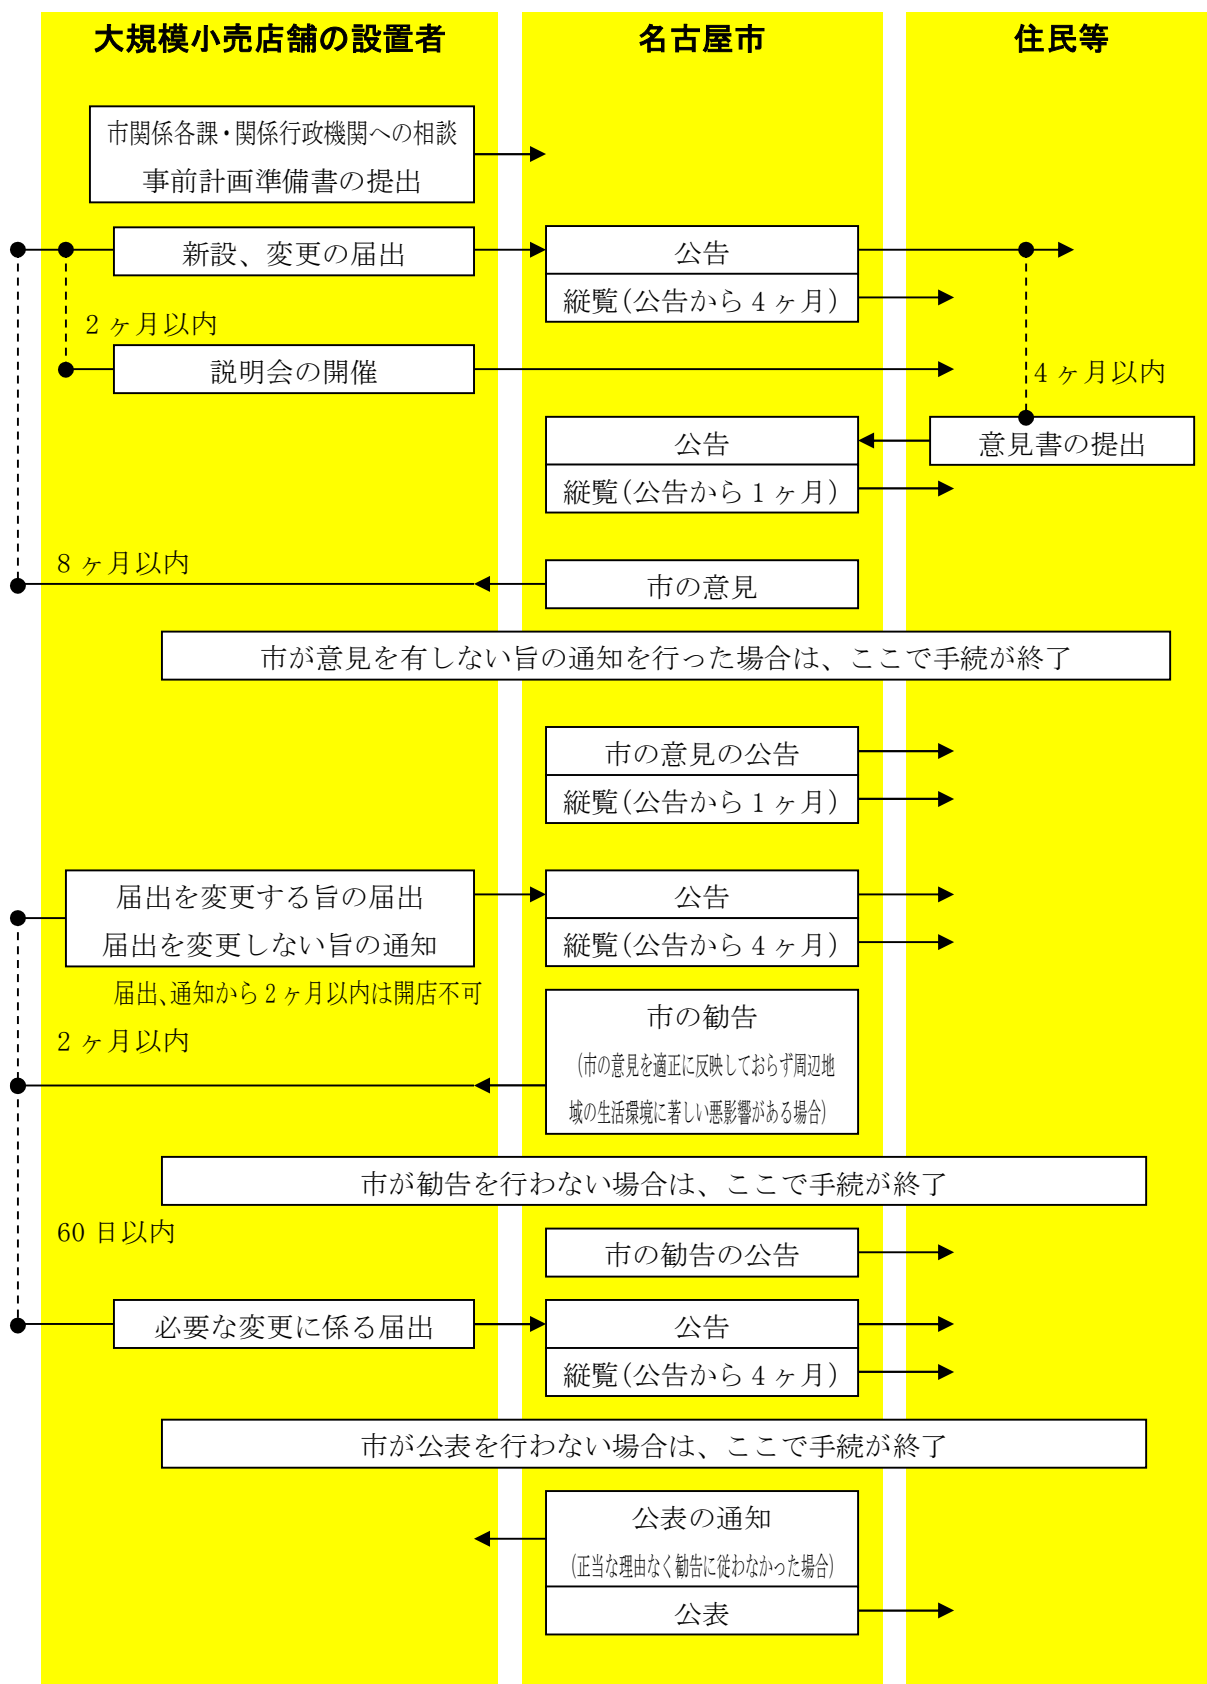 大規模小売店舗の設置者
名古屋市
住民等
市関係各課・関係行政機関への相談
事前計画準備書の提出
新設、変更の届出
公告
縦覧(公告から4ヶ月)
2ヶ月以内
説明会の開催
4ヶ月以内
公告
意見書の提出
縦覧(公告から1ヶ月)
8ヶ月以内
市の意見
市が意見を有しない旨の通知を行った場合は、ここで手続が終了
市の意見の公告
縦覧(公告から1ヶ月)
届出を変更する旨の届出
公告
届出を変更しない旨の通知
縦覧(公告から4ヶ月)
届出、通知から2ヶ月以内は開店不可
市の勧告
2ヶ月以内
(市の意見を適正に反映しておらず周辺地
域の生活環境に著しい悪影響がある場合)
市が勧告を行わない場合は、ここで手続が終了
60日以内
市の勧告の公告
必要な変更に係る届出
公告
縦覧(公告から4ヶ月)
市が公表を行わない場合は、ここで手続が終了
公表の通知
(正当な理由なく勧告に従わなかった場合)
公表